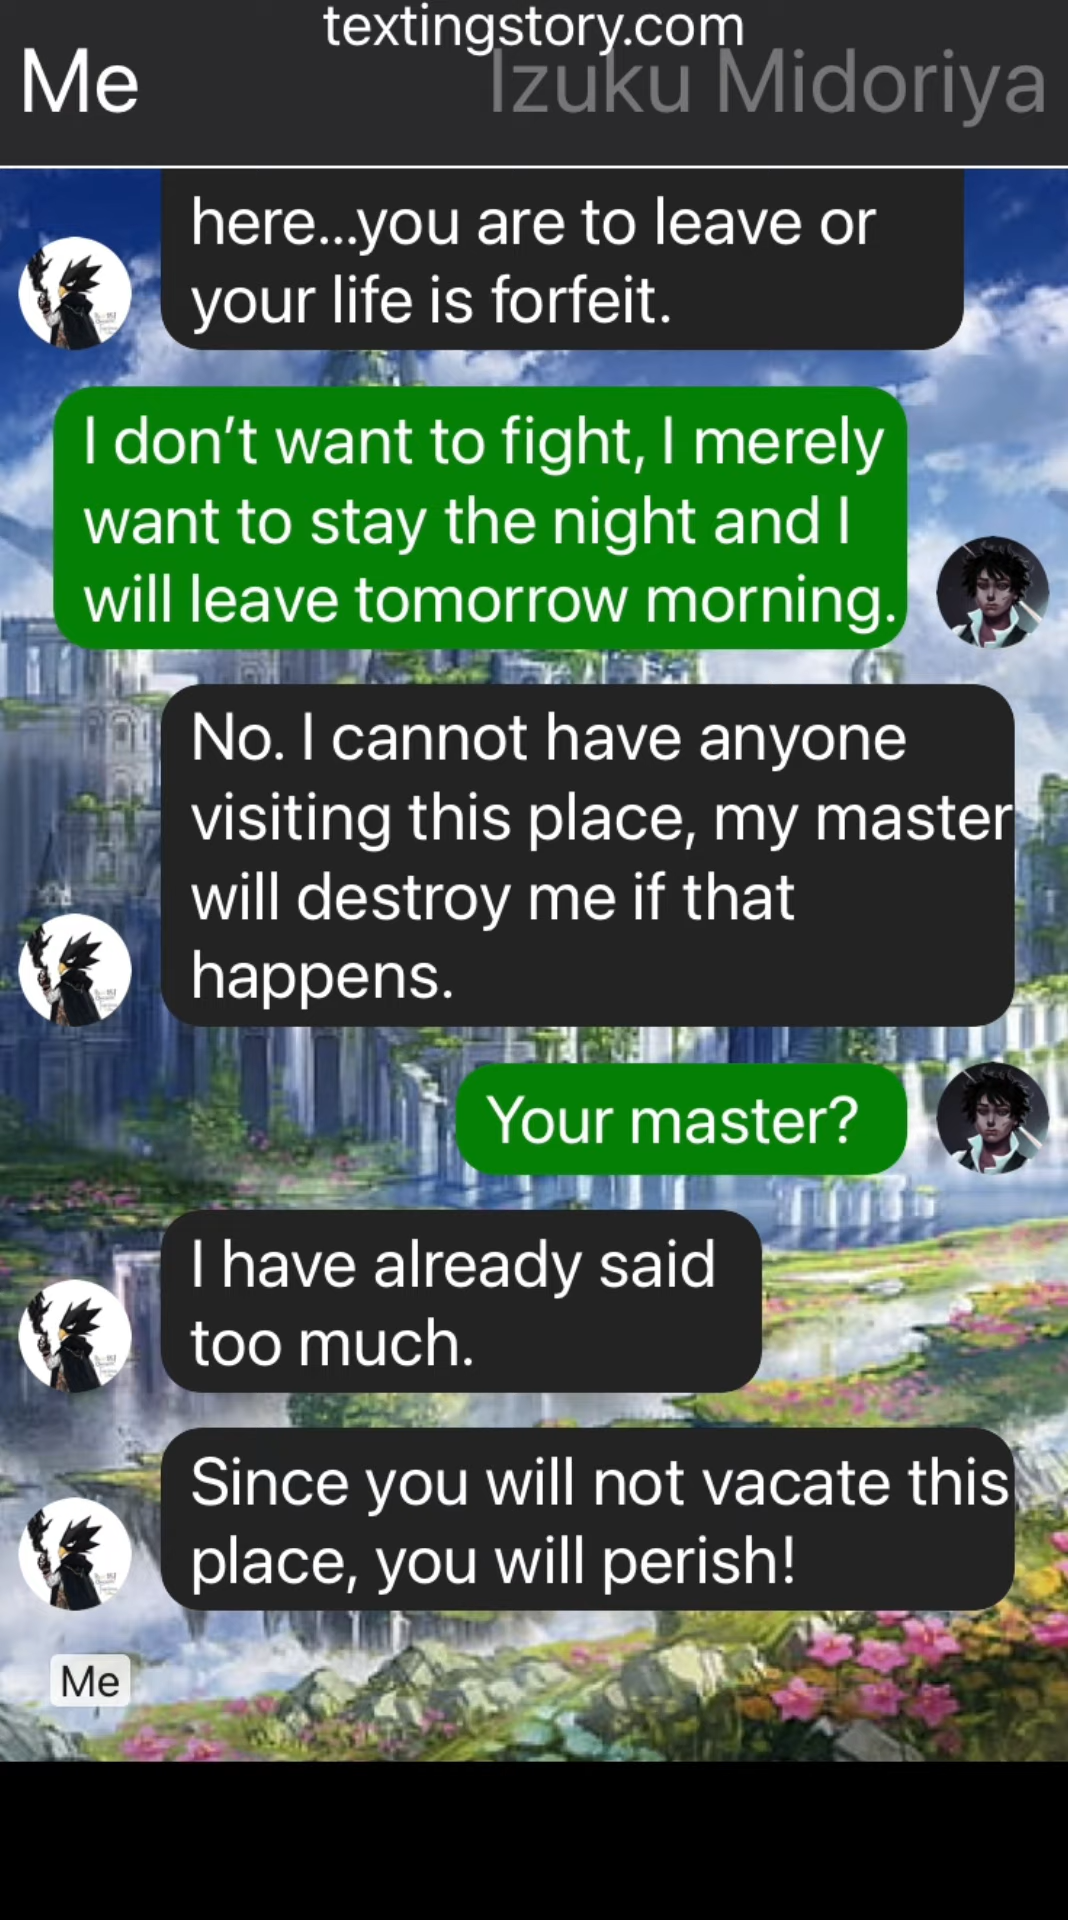 textingstory.com
Me
Izuku Midoriya
here...you are to leave or
your life is forfeit.
I don’t want to fight, I merely
want to stay the night and I
will leave tomorrow morning.
No. I cannot have anyone
visiting this place, my master
will destroy me if that
happens.
Your master?
I have already said
too much.
Since you will not vacate this
place, you will perish!
Me